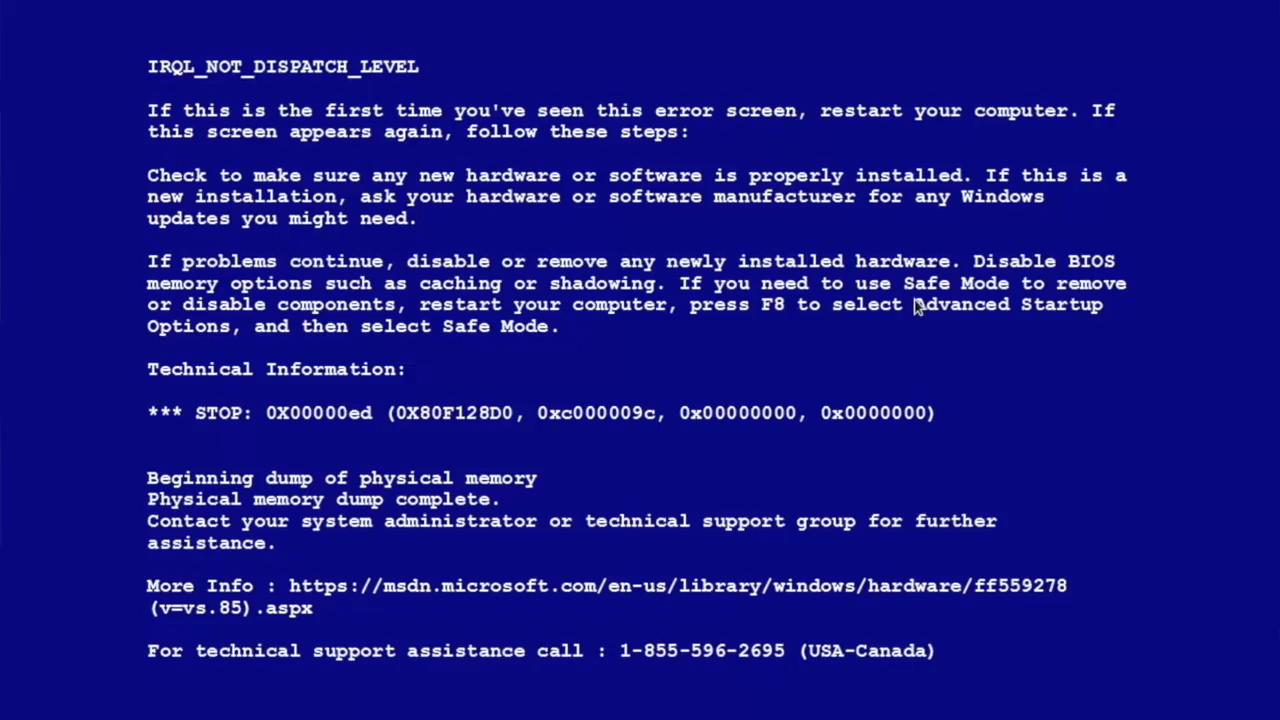 IRQL_NOT_DISPATCH_LEVEL
If this is the first time you've seen this error screen, restart your computer. If
this screen appears again, follow these steps:
Check to make sure any new hardware or software is properly installed. If this is a
new installation, ask your hardware or software manufacturer for any Windows
updates you might need.
If problems continue, disable or remove any newly installed hardware. Disable BIOS
memory options such as caching or shadowing. If you need to use Safe Mode to remove
or disable components, restart your computer, press F8 to select Advanced Startup
Options, and then select Safe Mode.
Technical Information:
*** STOP: 0X00000ed (0X80F128D0, 0xc000009c, 0x00000000, 0x0000000)
Beginning dump of physical memory
Physical memory dump complete.
Contact your system administrator or technical support group for further
assistance.
More Info : https://msdn.microsoft.com/en-us/library/windows/hardware/ff559278
(v=vs.85).aspx
For technical support assistance call : 1-855-596-2695 (USA-Canada)